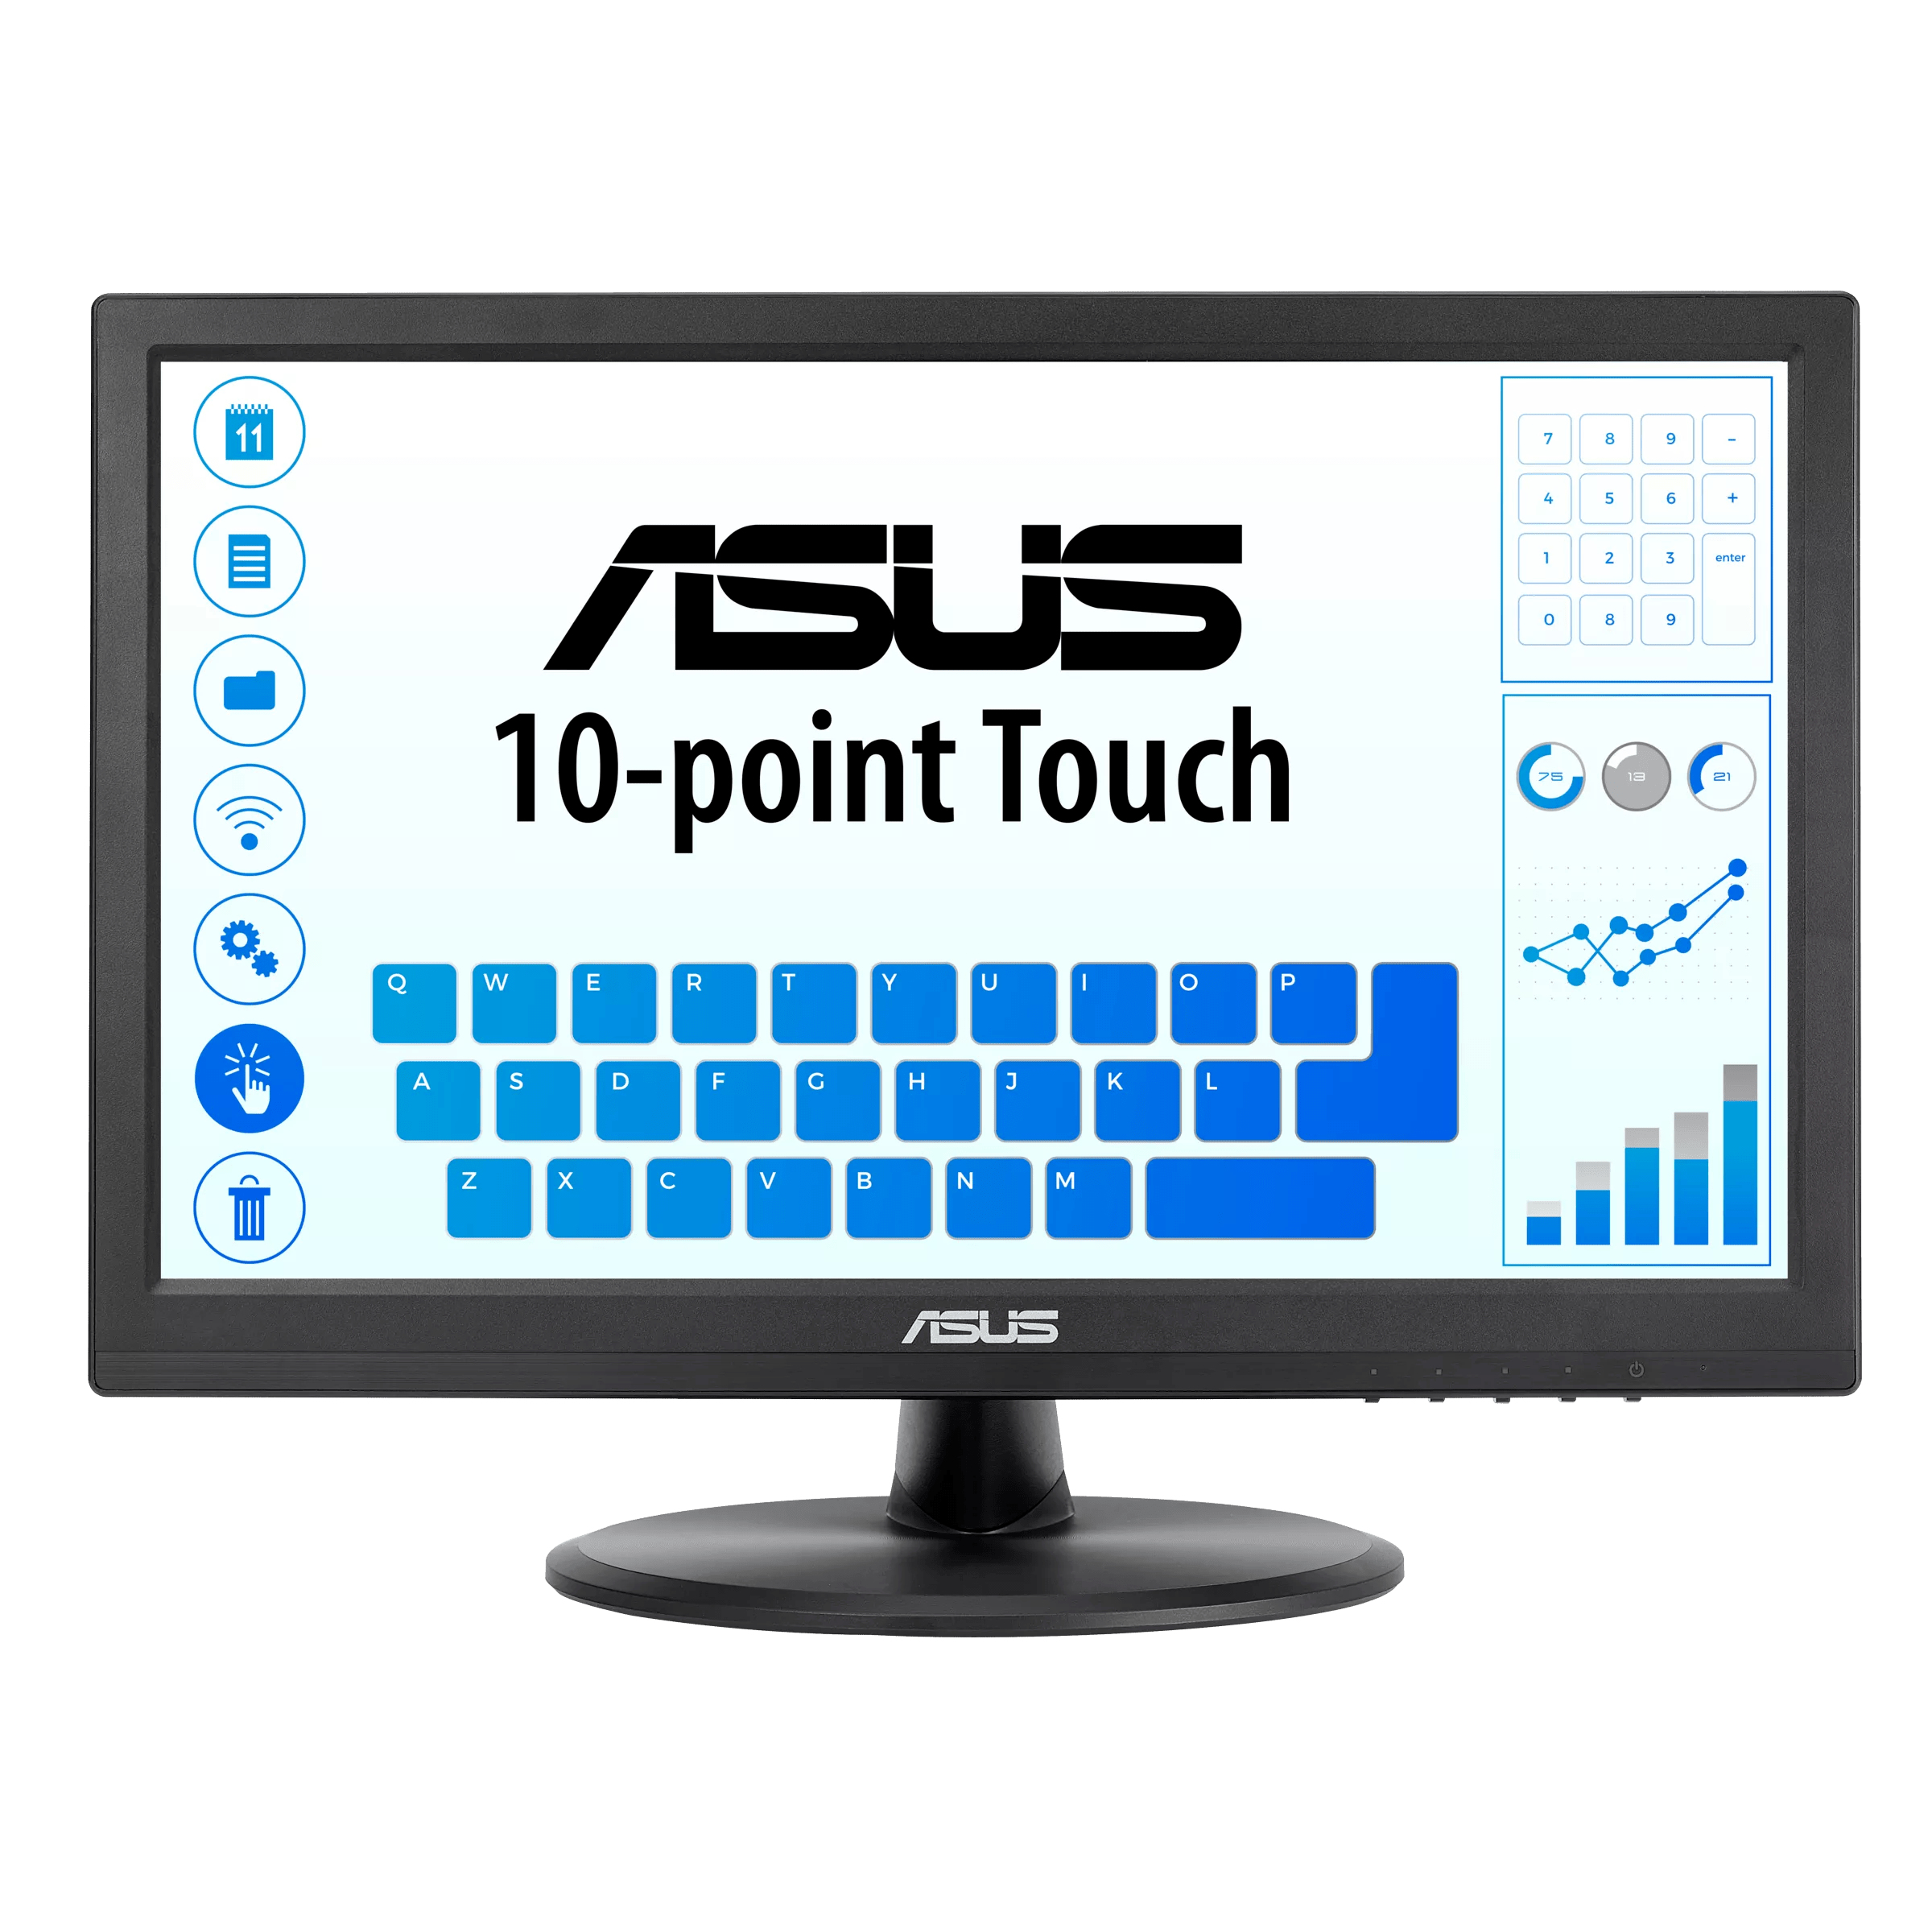 11
ASUS
10-point Touch
7 8 9 -
4 5 6 +
1 2 3 enter
0 8 9
75 13 21
Q W E R T Y U I O P
A S D F G H J K L
Z X C V B N M
ASUS